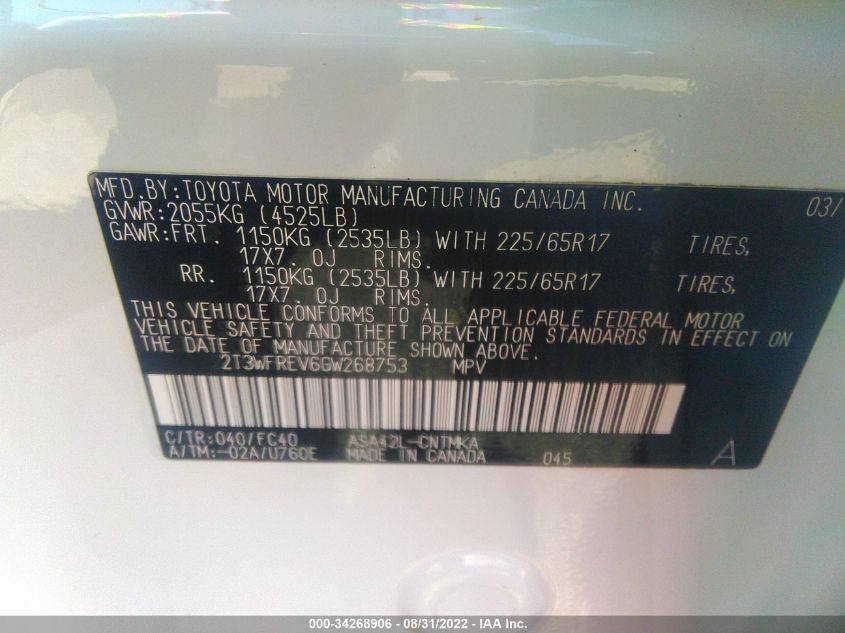 MFD.BY:TOYOTA MOTOR MANUFACTURING CANADA INC. 03/
GVWR:2055KG (4525LB)
GAWR:FRT. 1150KG (2535LB) WITH 225/65R17 TIRES,
17X7.0J RIMS.
RR. 1150KG (2535LB) WITH 225/65R17 TIRES,
17X7.0J RIMS.
THIS VEHICLE CONFORMS TO ALL APPLICABLE FEDERAL MOTOR
VEHICLE SAFETY AND THEFT PREVENTION STANDARDS IN EFFECT ON
THE DATE OF MANUFACTURE SHOWN ABOVE.
2T3WFREV6GW268753 MPV
C/TR:040/FC40 ASA42L-CNTMKA
A/TM:-02A/U760E MADE IN CANADA 045 A
000-34268906 - 08/31/2022 - IAA Inc.